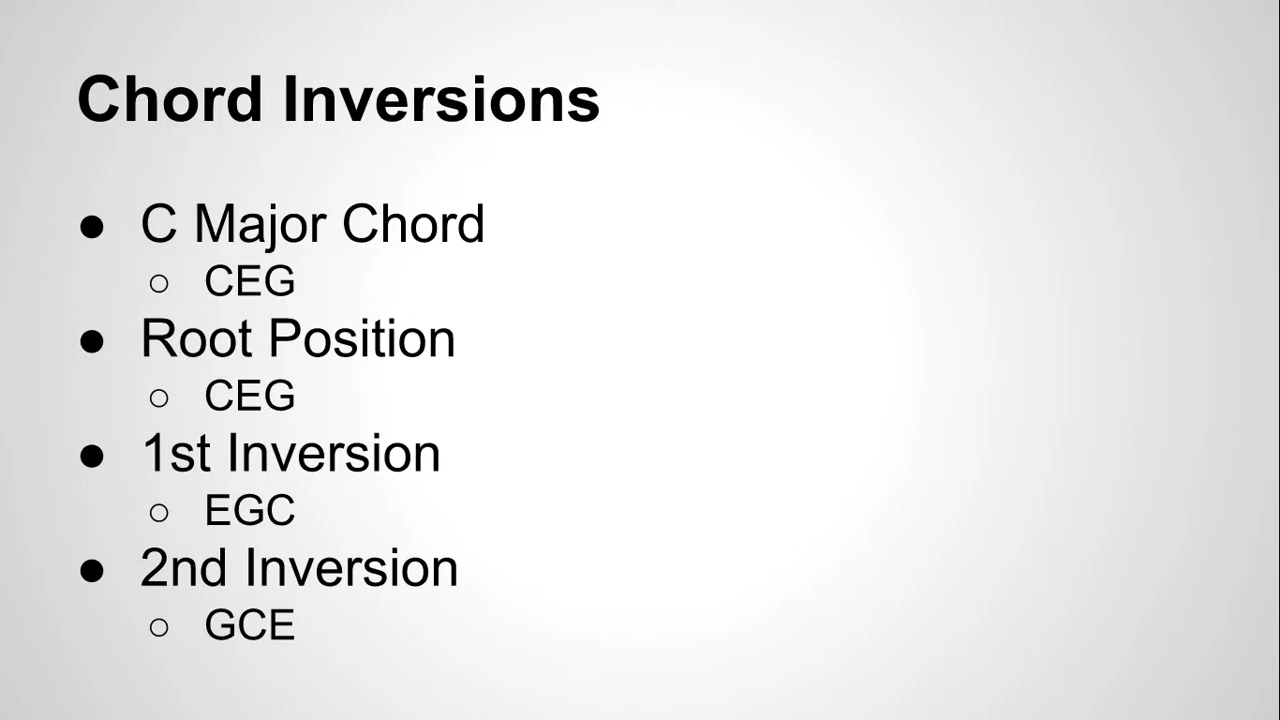 Chord Inversions
● C Major Chord
○ CEG
● Root Position
○ CEG
● 1st Inversion
○ EGC
● 2nd Inversion
○ GCE